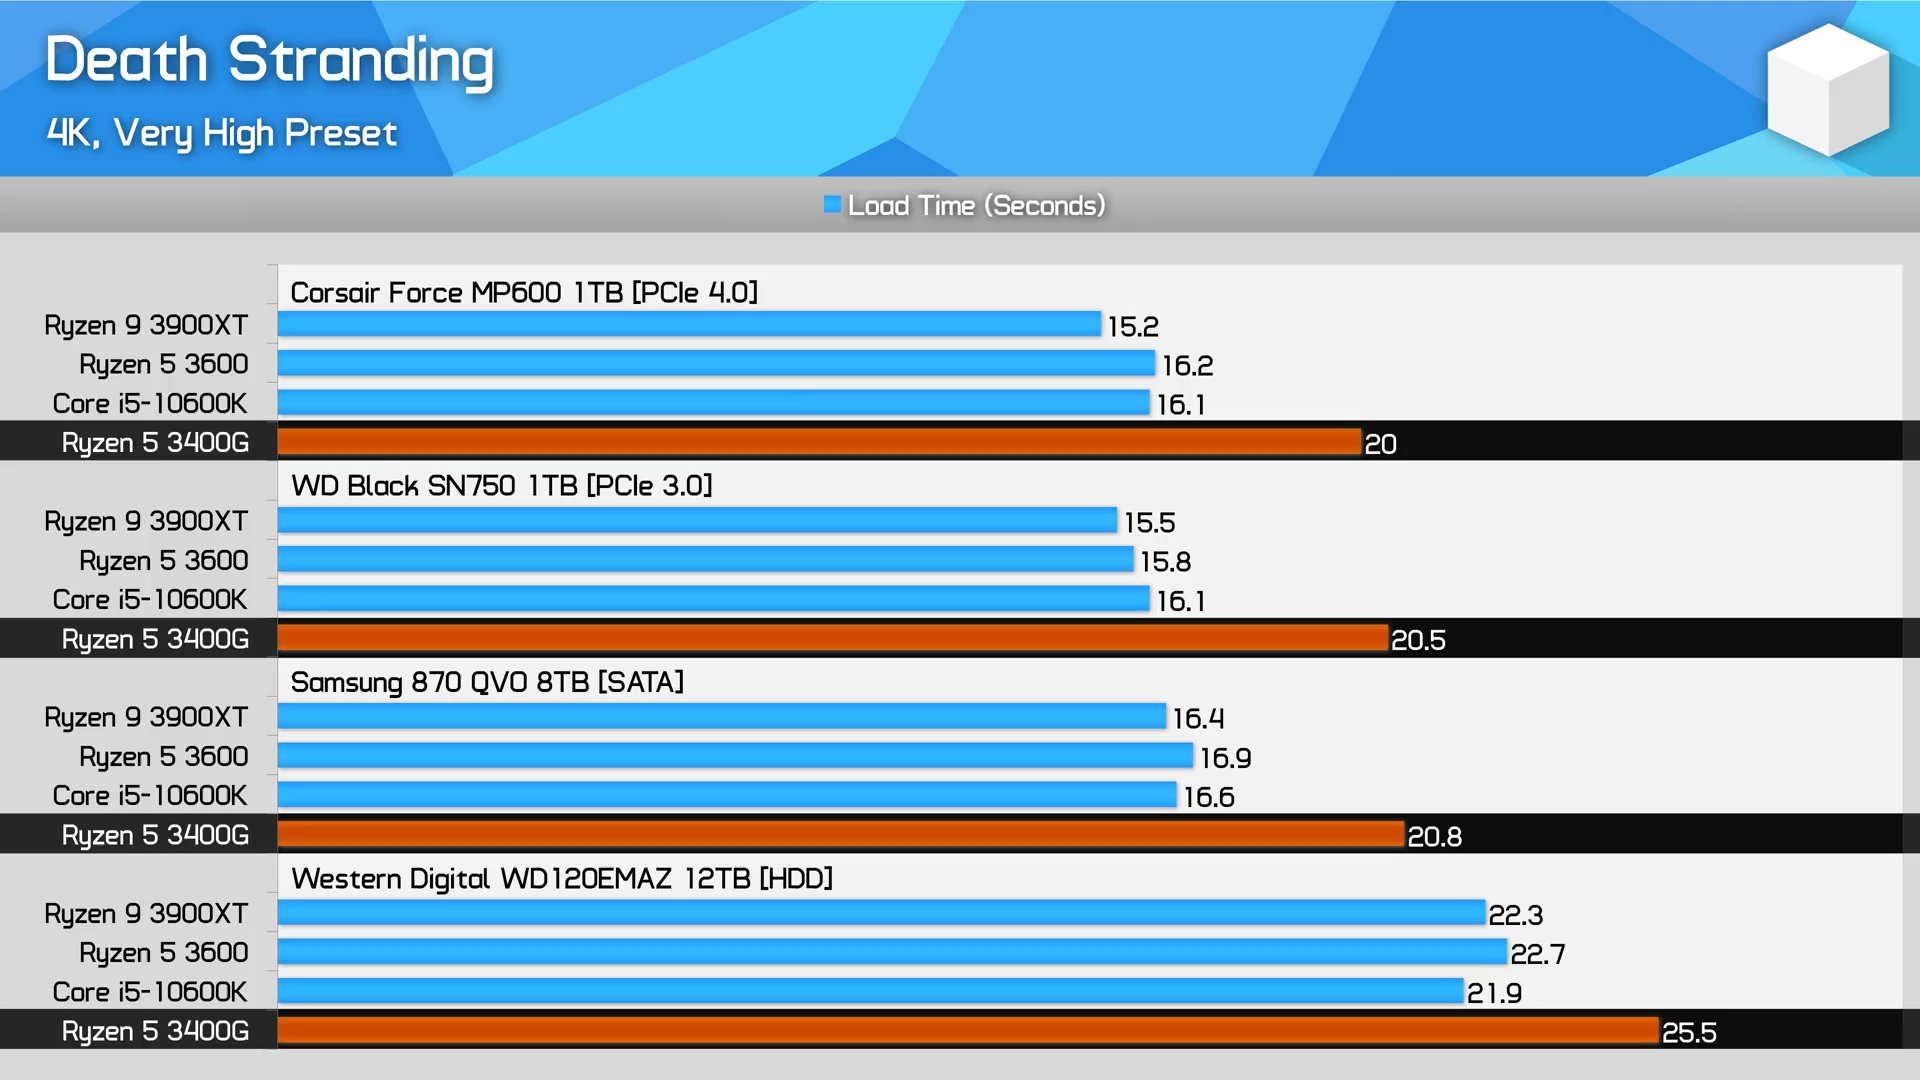 Death Stranding
4K, Very High Preset
Load Time (Seconds)
Corsair Force MP600 1TB [PCIe 4.0]
Ryzen 9 3900XT 15.2
Ryzen 5 3600 16.2
Core i5-10600K 16.1
Ryzen 5 3400G 20
WD Black SN750 1TB [PCIe 3.0]
Ryzen 9 3900XT 15.5
Ryzen 5 3600 15.8
Core i5-10600K 16.1
Ryzen 5 3400G 20.5
Samsung 870 QVO 8TB [SATA]
Ryzen 9 3900XT 16.4
Ryzen 5 3600 16.9
Core i5-10600K 16.6
Ryzen 5 3400G 20.8
Western Digital WD120EMAZ 12TB [HDD]
Ryzen 9 3900XT 22.3
Ryzen 5 3600 22.7
Core i5-10600K 21.9
Ryzen 5 3400G 25.5